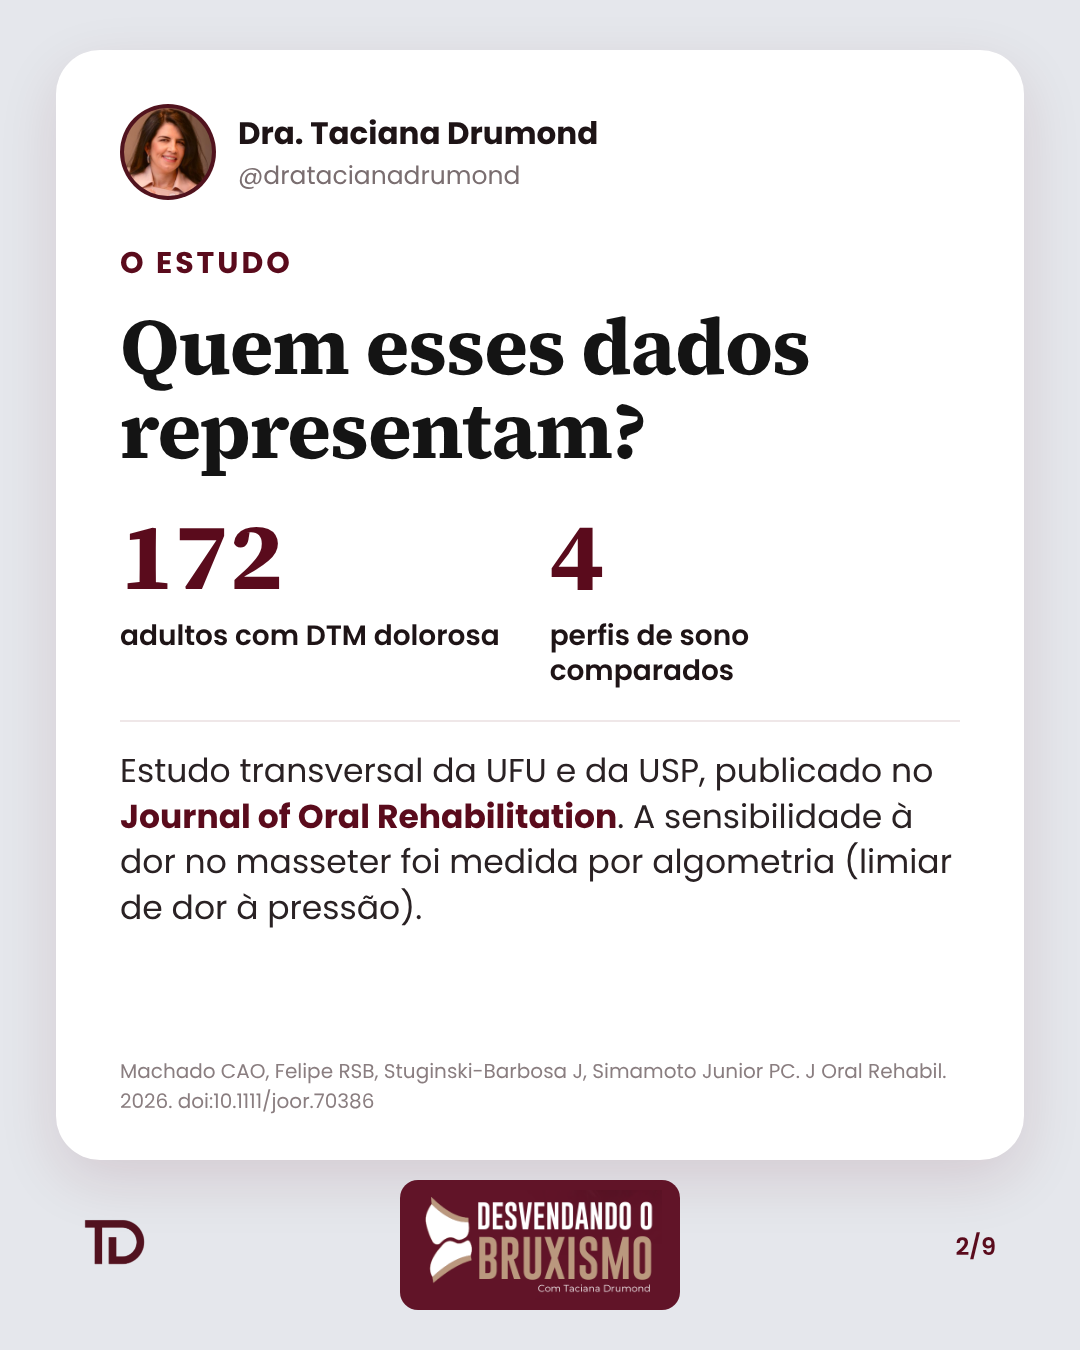 Dra. Taciana Drumond
@dratacianadrumond
O ESTUDO
Quem esses dados
representam?
172
adultos com DTM dolorosa
4
perfis de sono
comparados
Estudo transversal da UFU e da USP, publicado no
Journal of Oral Rehabilitation. A sensibilidade à
dor no masseter foi medida por algometria (limiar
de dor à pressão).
Machado CAO, Felipe RSB, Stuginski-Barbosa J, Simamoto Junior PC. J Oral Rehabil.
2026. doi:10.1111/joor.70386
TD
DESVENDANDO O
BRUXISMO
Com Taciana Drumond
2/9